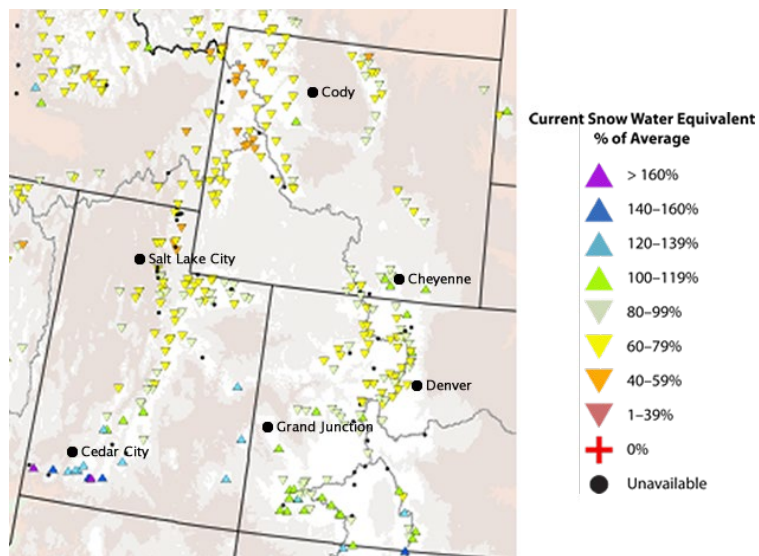 Cody
Salt Lake City
Cheyenne
Denver
Grand Junction
Cedar City
Current Snow Water Equivalent
% of Average
> 160%
140–160%
120–139%
100–119%
80–99%
60–79%
40–59%
1–39%
0%
Unavailable